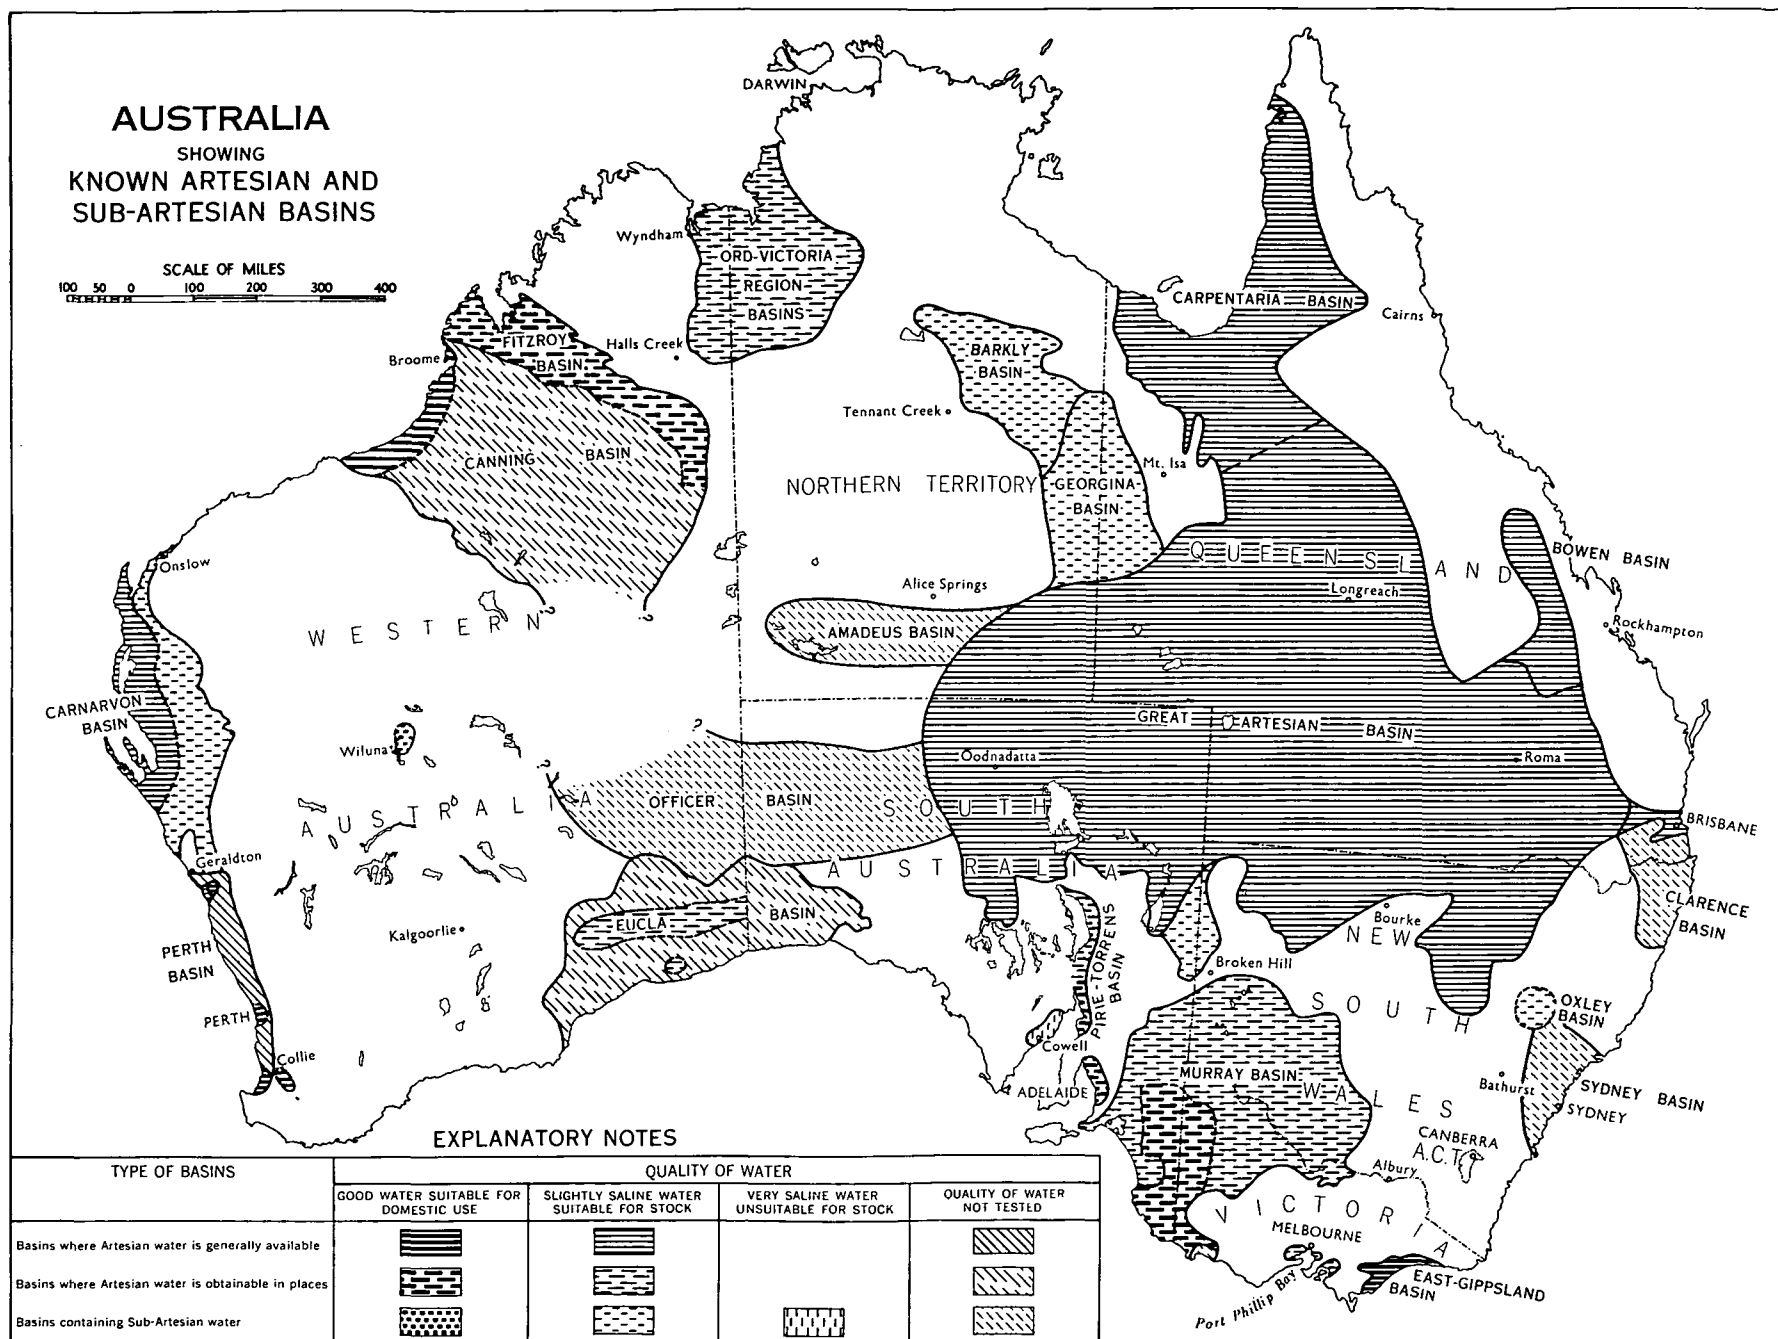 AUSTRALIA
SHOWING
KNOWN ARTESIAN AND
SUB-ARTESIAN BASINS
SCALE OF MILES
100 50 0 100 200 300 400
DARWIN
Wyndham
ORD-VICTORIA
REGION
BASINS
CARPENTARIA BASIN
Cairns
FITZROY
BASIN
Halls Creek
Broome
BARKLY
BASIN
Tennant Creek
CANNING BASIN
Mt. Isa
NORTHERN TERRITORY
GEORGINA
BASIN
QUEENSLAND
BOWEN BASIN
Onslow
Alice Springs
Longreach
WESTERN
AMADEUS BASIN
Rockhampton
CARNARVON
BASIN
GREAT ARTESIAN BASIN
Wiluna
Oodnadatta
Roma
AUSTRALIA
OFFICER BASIN
SOUTH
BRISBANE
Geraldton
AUSTRALIA
CLARENCE
BASIN
EUCLA BASIN
Bourke
Kalgoorlie
NEW
PERTH
BASIN
PIRIE-TORRENS
BASIN
Broken Hill
SOUTH
OXLEY
BASIN
PERTH
Cowell
Collie
MURRAY BASIN
Bathurst
SYDNEY BASIN
ADELAIDE
WALES
SYDNEY
CANBERRA
A.C.T.
Albury
VICTORIA
MELBOURNE
EAST-GIPPSLAND
BASIN
Port Phillip Bay
EXPLANATORY NOTES
TYPE OF BASINS
QUALITY OF WATER
GOOD WATER SUITABLE FOR
DOMESTIC USE
SLIGHTLY SALINE WATER
SUITABLE FOR STOCK
VERY SALINE WATER
UNSUITABLE FOR STOCK
QUALITY OF WATER
NOT TESTED
Basins where Artesian water is generally available
Basins where Artesian water is obtainable in places
Basins containing Sub-Artesian water